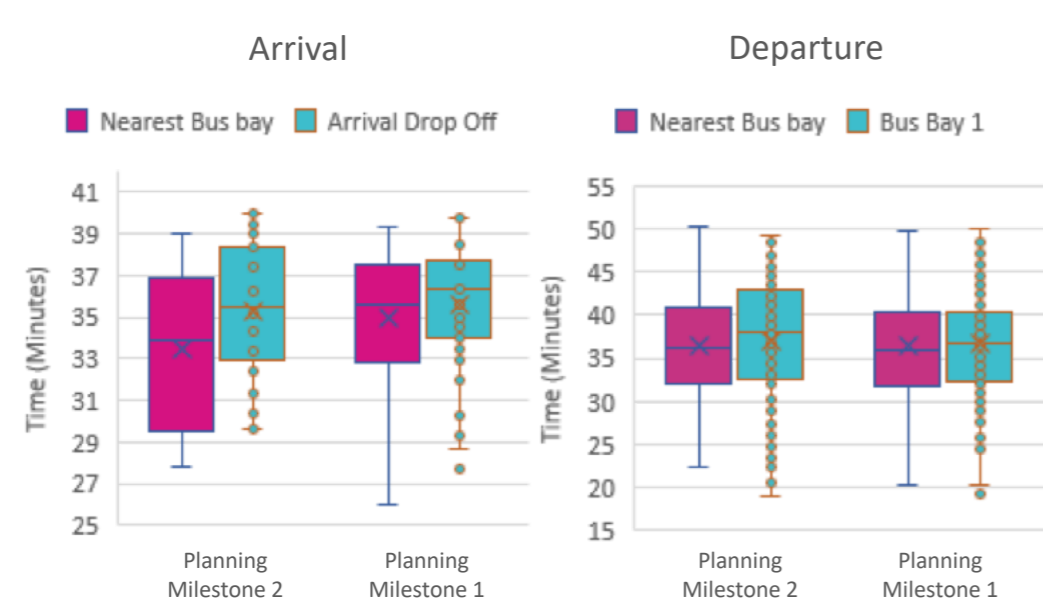 Arrival
Nearest Bus bay
Arrival Drop Off
Time (Minutes)
41
39
37
35
33
31
29
27
25
Planning
Milestone 2
Planning
Milestone 1
Departure
Nearest Bus bay
Bus Bay 1
Time (Minutes)
55
50
45
40
35
30
25
20
15
Planning
Milestone 2
Planning
Milestone 1